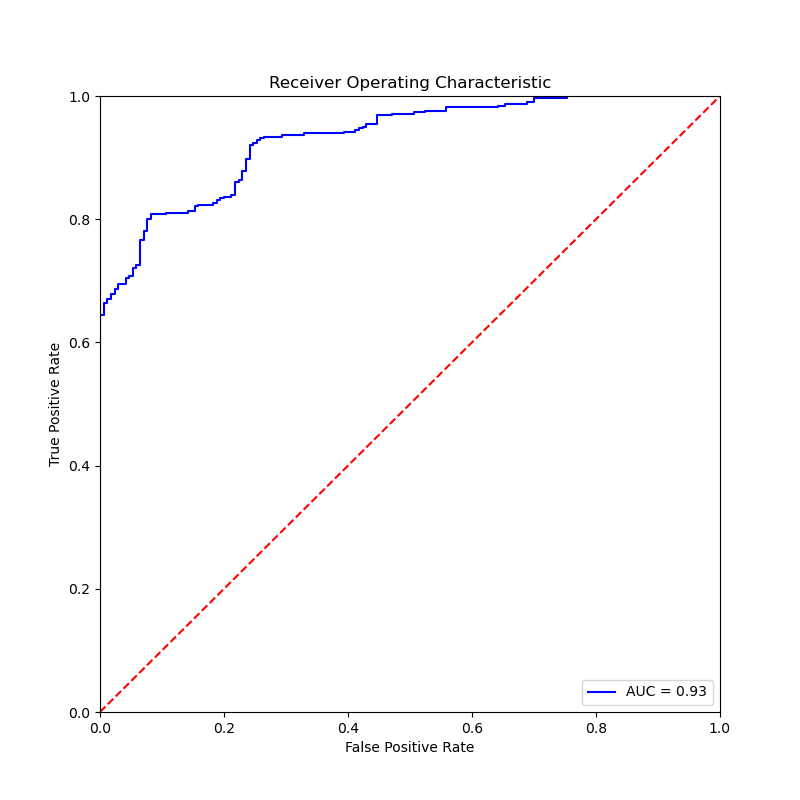 Receiver Operating Characteristic
1.0
0.8
0.6
0.4
0.2
0.0
True Positive Rate
AUC = 0.93
0.0 0.2 0.4 0.6 0.8 1.0
False Positive Rate